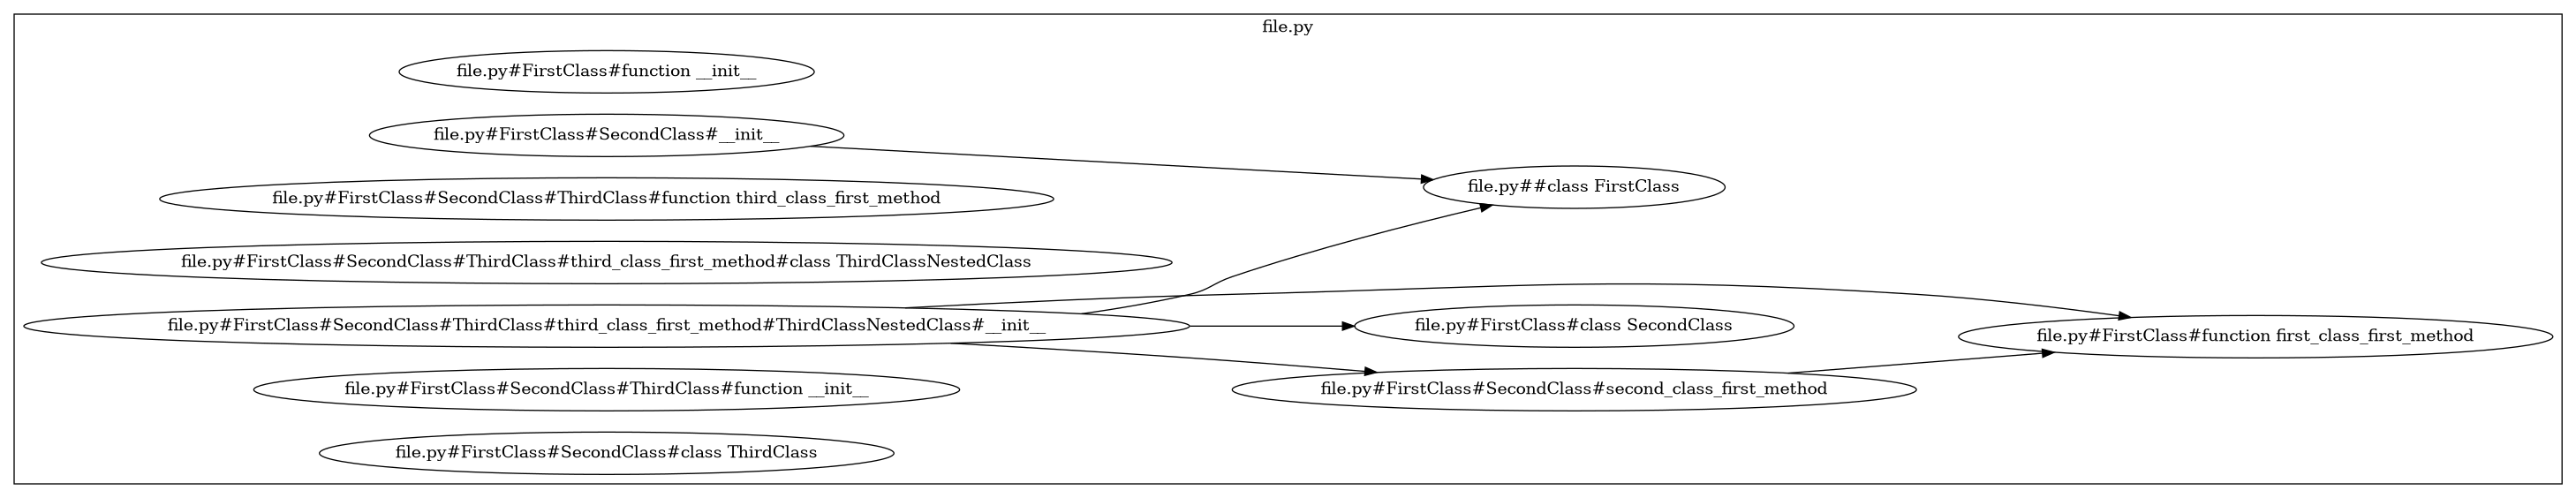 file.py
file.py#FirstClass#function __init__
file.py#FirstClass#SecondClass#__init__
file.py##class FirstClass
file.py#FirstClass#SecondClass#ThirdClass#function third_class_first_method
file.py#FirstClass#SecondClass#ThirdClass#third_class_first_method#class ThirdClassNestedClass
file.py#FirstClass#SecondClass#ThirdClass#third_class_first_method#ThirdClassNestedClass#__init__
file.py#FirstClass#class SecondClass
file.py#FirstClass#function first_class_first_method
file.py#FirstClass#SecondClass#ThirdClass#function __init__
file.py#FirstClass#SecondClass#second_class_first_method
file.py#FirstClass#SecondClass#class ThirdClass